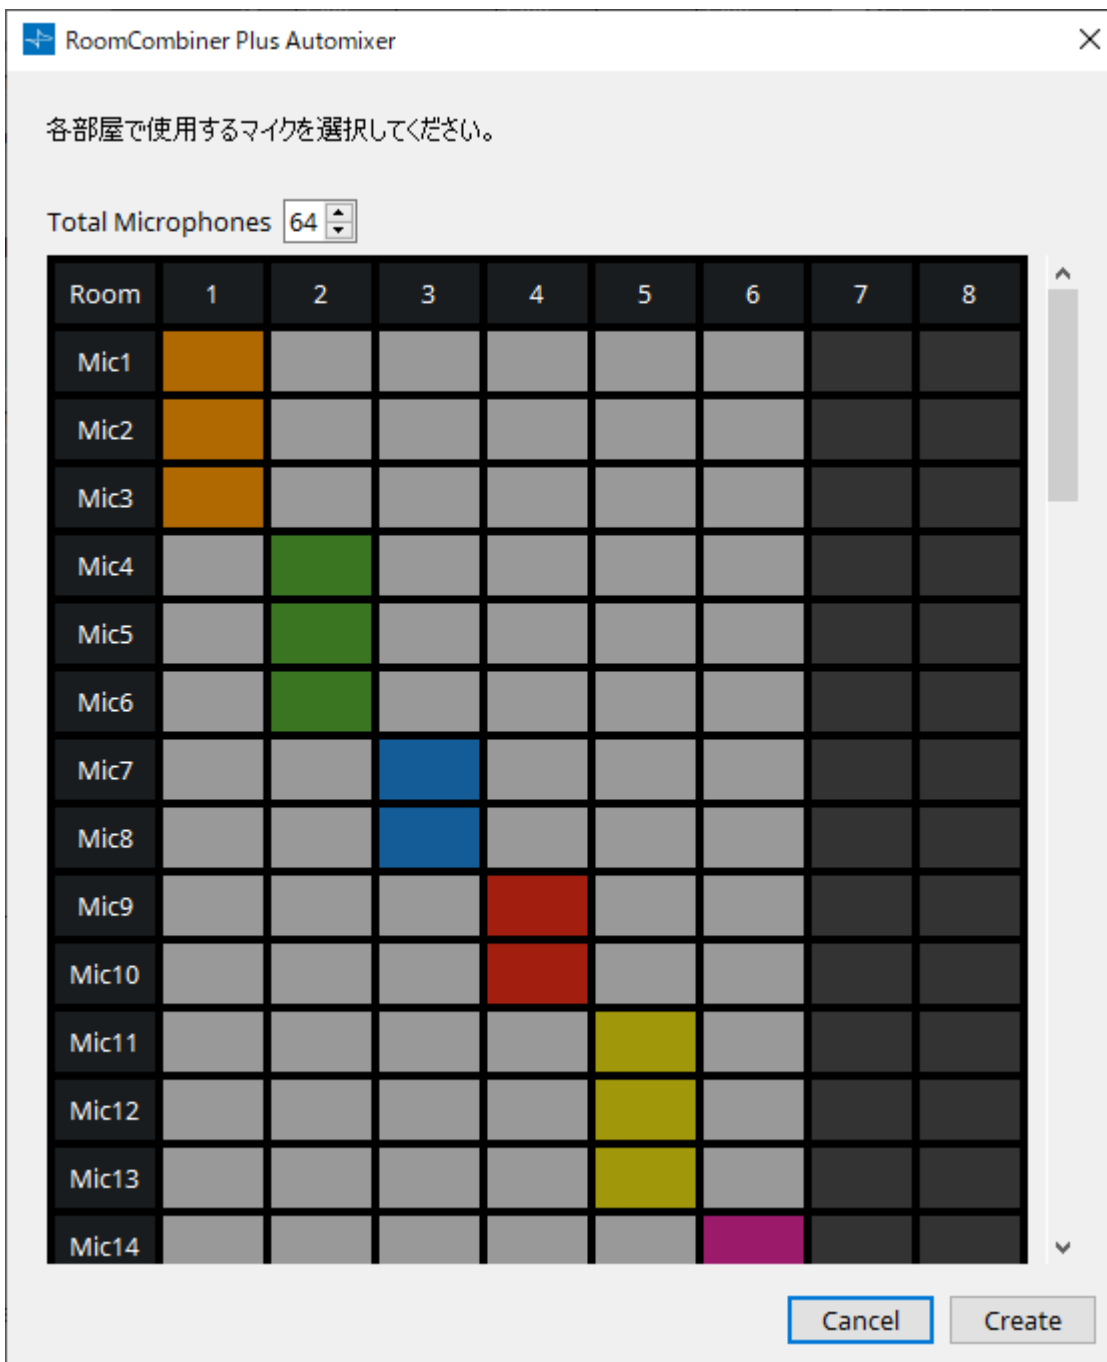 RoomCombiner Plus Automixer
各部屋で使用するマイクを選択してください。
Total Microphones 64
Room 1 2 3 4 5 6 7 8
Mic1
Mic2
Mic3
Mic4
Mic5
Mic6
Mic7
Mic8
Mic9
Mic10
Mic11
Mic12
Mic13
Mic14
Cancel Create